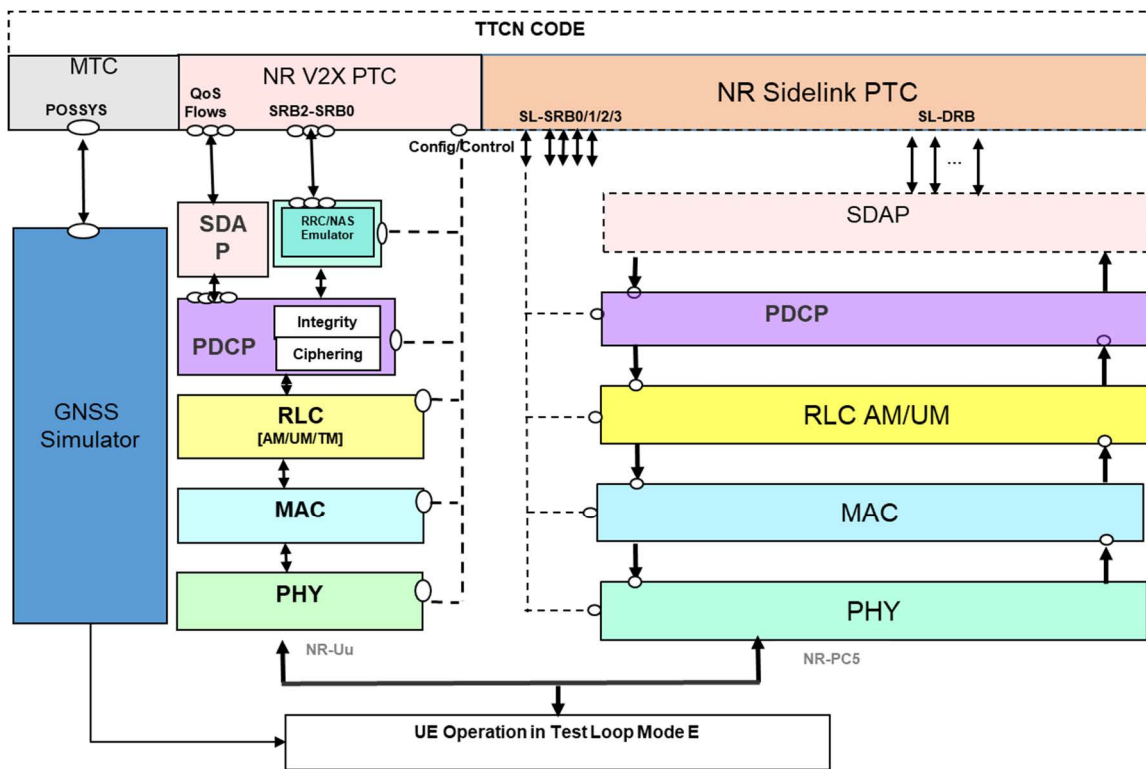 TTCN CODE
MTC
NR V2X PTC
NR Sidelink PTC
POSSYS
QoS
Flows
SRB2-SRB0
SL-SRB0/1/2/3
SL-DRB
Config/Control
...
SDA
P
RRC/NAS
Emulator
SDAP
Integrity
PDCP
Ciphering
PDCP
GNSS
Simulator
RLC
[AM/UM/TM]
RLC AM/UM
MAC
MAC
PHY
PHY
NR-Uu
NR-PC5
UE Operation in Test Loop Mode E